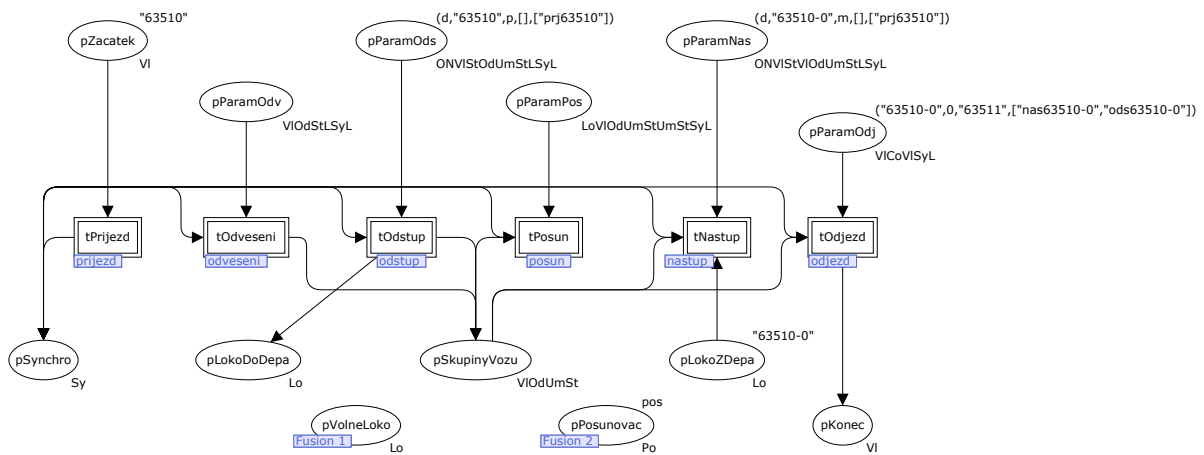 "63510"
(d,"63510",p,[],["prj63510"])
(d,"63510-0",m,[],["prj63510"])
pZacatek
pParamOds
pParamNas
Vl
ONVlStOdUmStLSyL
ONVlStVlOdUmStLSyL
pParamOdv
pParamPos
("63510-0",0,"63511",["nas63510-0","ods63510-0"])
VlOdStLSyL
LoVlOdUmStUmStSyL
pParamOdj
VlCoVlSyL
tPrijezd
tOdveseni
tOdstup
tPosun
tNastup
tOdjezd
prijezd
odveseni
odstup
posun
nastup
odjezd
"63510-0"
pSynchro
pLokoDoDepa
pSkupinyVozu
pLokoZDepa
Sy
Lo
VlOdUmSt
Lo
pos
pVolneLoko
pPosunovac
pKonec
Fusion 1
Fusion 2
Lo
Po
Vl